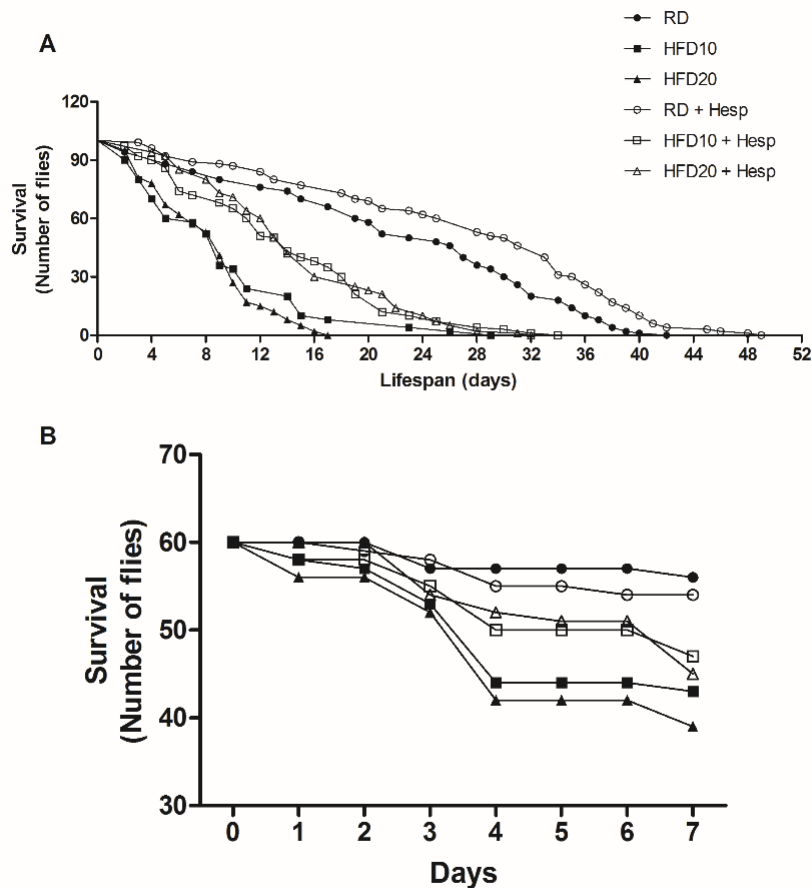 A
RD
HFD10
HFD20
RD + Hesp
HFD10 + Hesp
HFD20 + Hesp
120
90
60
30
0
Survival
(Number of flies)
0 4 8 12 16 20 24 28 32 36 40 44 48 52
Lifespan (days)
B
70
60
50
40
30
Survival
(Number of flies)
0 1 2 3 4 5 6 7
Days